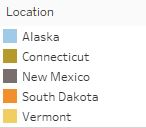 Location
Alaska
Connecticut
New Mexico
South Dakota
Vermont